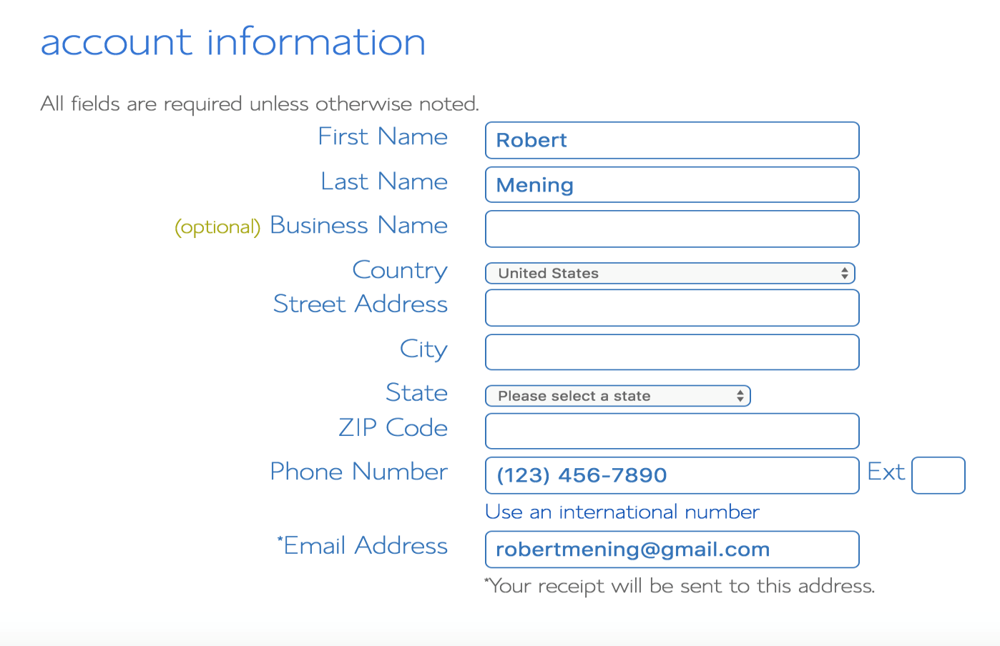 account information
All fields are required unless otherwise noted.
First Name Robert
Last Name Mening
(optional) Business Name
Country United States
Street Address
City
State Please select a state
ZIP Code
Phone Number (123) 456-7890 Ext
Use an international number
*Email Address robertmening@gmail.com
*Your receipt will be sent to this address.